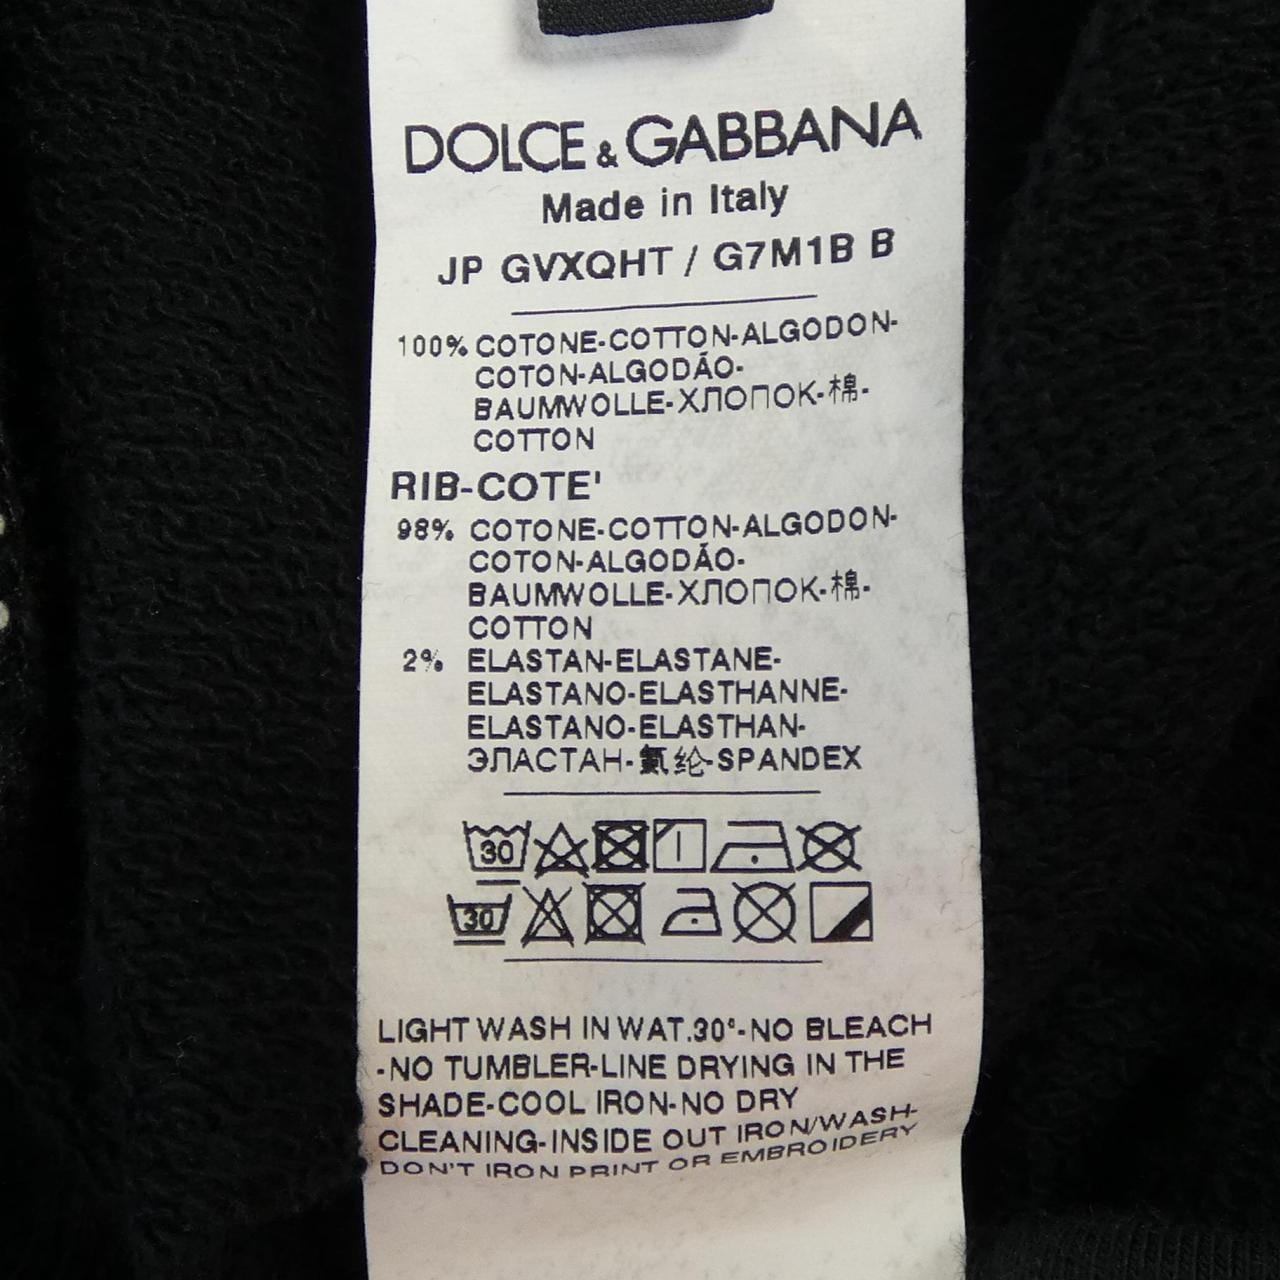 DOLCE & GABBANA
Made in Italy
JP GVXQHT / G7M1B B
100% COTONE-COTTON-ALGODON-
COTON-ALGODÃO-
BAUMWOLLE-ХЛОПОК-棉-
COTTON
RIB-COTE'
98% COTONE-COTTON-ALGODON-
COTON-ALGODÃO-
BAUMWOLLE-ХЛОПОК-棉-
COTTON
2% ELASTAN-ELASTANE-
ELASTANO-ELASTHANNE-
ELASTANO-ELASTHAN-
ЭЛАСТАН-氨纶-SPANDEX
30
30
LIGHT WASH IN WAT.30°-NO BLEACH
-NO TUMBLER-LINE DRYING IN THE
SHADE-COOL IRON-NO DRY
CLEANING-INSIDE OUT IRON/WASH-
DON'T IRON PRINT OR EMBROIDERY